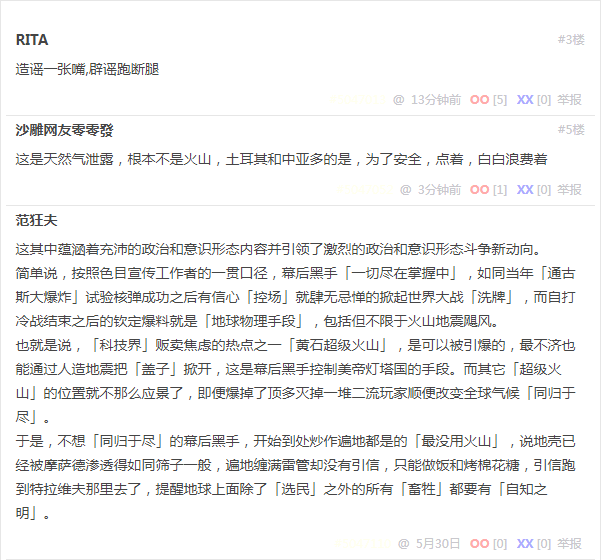 RITA #3楼
造谣一张嘴,辟谣跑断腿
@ 13分钟前 OO [5] XX [0] 举报
沙雕网友零零發 #5楼
这是天然气泄露，根本不是火山，土耳其和中亚多的是，为了安全，点着，白白浪费着
@ 3分钟前 OO [1] XX [0] 举报
范狂夫
这其中蕴涵着充沛的政治和意识形态内容并引领了激烈的政治和意识形态斗争新动向。
简单说，按照色目宣传工作者的一贯口径，幕后黑手「一切尽在掌握中」，如同当年「通古
斯大爆炸」试验核弹成功之后有信心「控场」就肆无忌惮的掀起世界大战「洗牌」，而自打
冷战结束之后的钦定爆料就是「地球物理手段」，包括但不限于火山地震飓风。
也就是说，「科技界」贩卖焦虑的热点之一「黄石超级火山」，是可以被引爆的，最不济也
能通过人造地震把「盖子」掀开，这是幕后黑手控制美帝灯塔国的手段。而其它「超级火
山」的位置就不那么应景了，即便爆掉了顶多灭掉一堆二流玩家顺便改变全球气候「同归于
尽」。
于是，不想「同归于尽」的幕后黑手，开始到处炒作遍地都是的「最没用火山」，说地壳已
经被摩萨德渗透得如同筛子一般，遍地缠满雷管却没有引信，只能做饭和烤棉花糖，引信跑
到特拉维夫那里去了，提醒地球上面除了「选民」之外的所有「畜牲」都要有「自知之
明」。
@ 5月30日 OO [0] XX [0] 举报